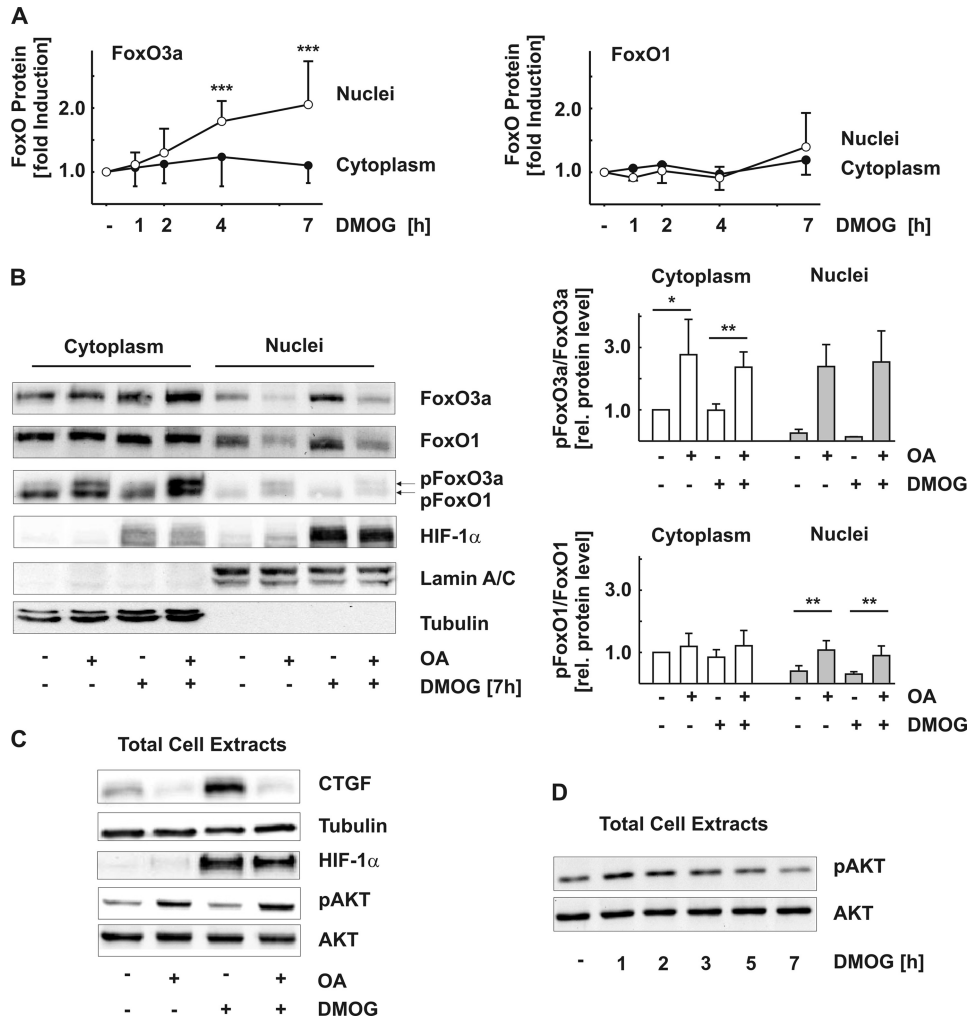 A
FoxO Protein
[fold Induction]
FoxO3a
***
***
2.0
1.0
Nuclei
Cytoplasm
- 1 2 4 7 DMOG [h]
FoxO Protein
[fold Induction]
FoxO1
2.0
1.0
Nuclei
Cytoplasm
- 1 2 4 7 DMOG [h]
B
Cytoplasm Nuclei
FoxO3a
FoxO1
pFoxO3a
pFoxO1
HIF-1α
Lamin A/C
Tubulin
- + - + - + - + OA
- - + + - - + + DMOG [7h]
pFoxO3a/FoxO3a
[rel. protein level]
Cytoplasm Nuclei
* **
3.0
1.0
- + - + - + - + OA
- - + + - - + + DMOG
pFoxO1/FoxO1
[rel. protein level]
Cytoplasm Nuclei
3.0
** **
1.0
- + - + - + - + OA
- - + + - - + + DMOG
C
Total Cell Extracts
CTGF
Tubulin
HIF-1α
pAKT
AKT
- + - + OA
- - + + DMOG
D
Total Cell Extracts
pAKT
AKT
- 1 2 3 5 7 DMOG [h]